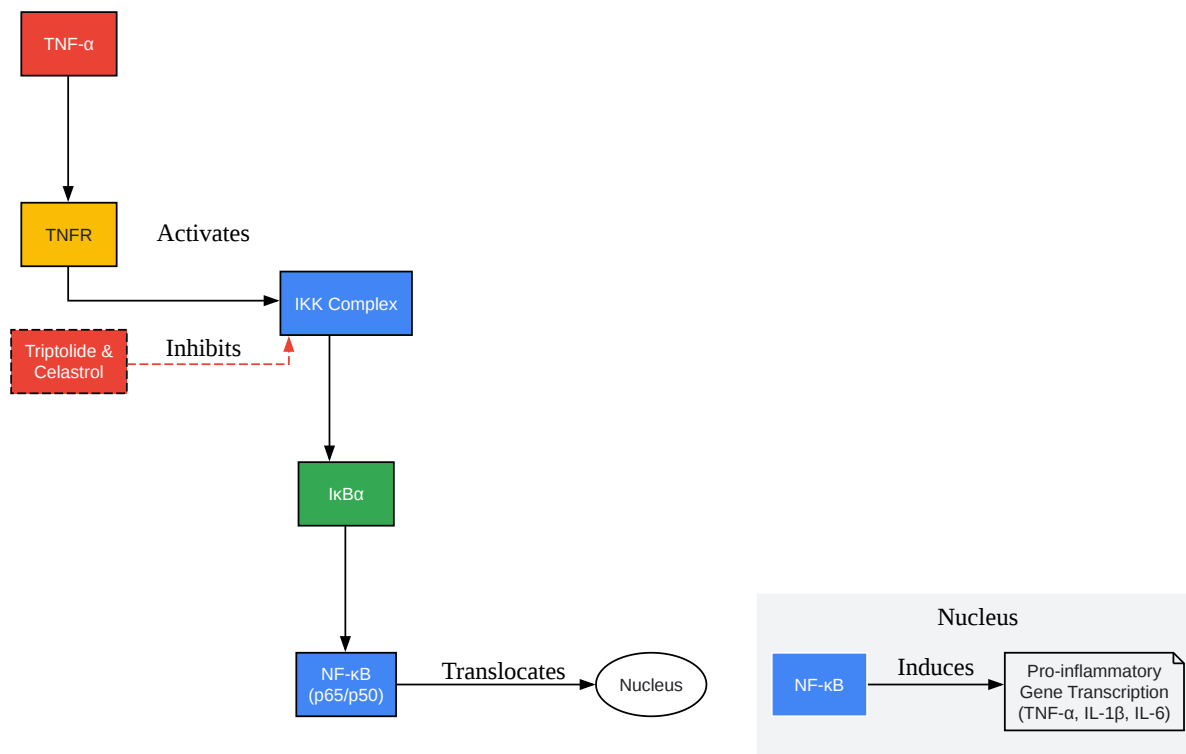 TNF-α
TNFR
Activates
IKK Complex
Triptolide &
Celastrol
Inhibits
IκBα
NF-κB
(p65/p50)
Translocates
Nucleus
Nucleus
NF-κB
Induces
Pro-inflammatory
Gene Transcription
(TNF-α, IL-1β, IL-6)